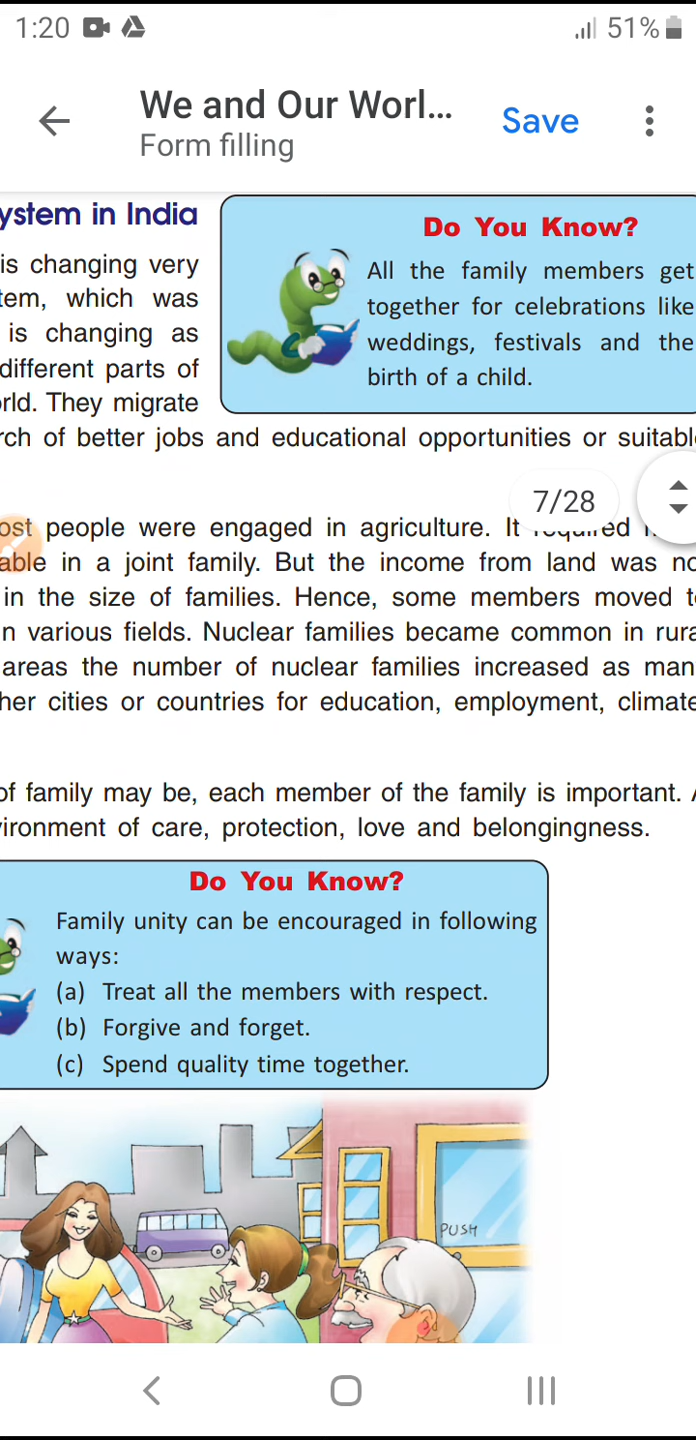 1:20
51%
We and Our Worl...
Save
Form filling
ystem in India
is changing very
tem, which was
is changing as
different parts of
rld. They migrate
Do You Know?
All the family members get
together for celebrations like
weddings, festivals and the
birth of a child.
rch of better jobs and educational opportunities or suitabl
7/28
ost people were engaged in agriculture. It required
able in a joint family. But the income from land was no
in the size of families. Hence, some members moved t
n various fields. Nuclear families became common in rura
areas the number of nuclear families increased as man
her cities or countries for education, employment, climate
of family may be, each member of the family is important. A
vironment of care, protection, love and belongingness.
Do You Know?
Family unity can be encouraged in following
ways:
(a) Treat all the members with respect.
(b) Forgive and forget.
(c) Spend quality time together.
PUSH